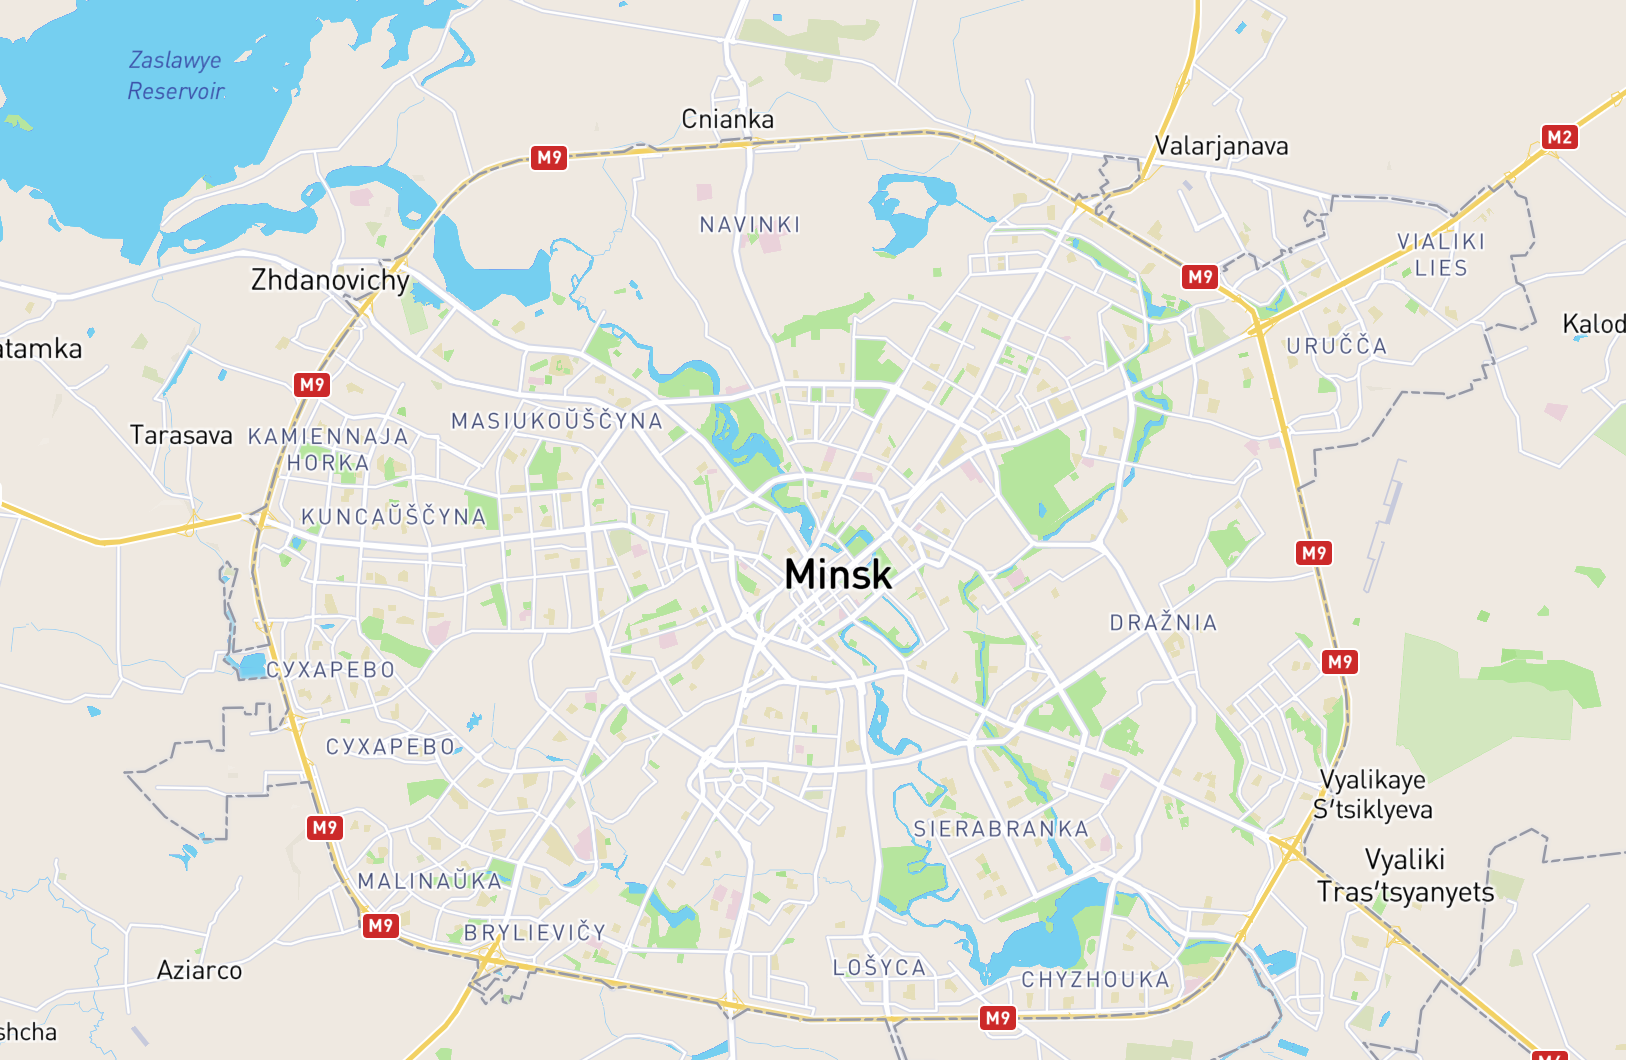 Zaslawye
Reservoir
Cnianka
M2
Valarjanava
M9
NAVINKI
VIALIKI
LIES
Zhdanovichy
M9
Kalod
URUČČA
atamka
M9
MASIUKOŬŠČYNA
Tarasava
KAMIENNAJA
HORKA
KUNCAŬŠČYNA
M9
Minsk
DRAŽNIA
M9
СУХАРЕВО
СУХАРЕВО
Vyalikaye
S'tsiklyeva
M9
SIERABRANKA
Vyaliki
Tras'tsyanyets
MALINAŬKA
M9
BRYLIEVIČY
LOŠYCA
Aziarco
CHYZHOUKA
M9
shcha